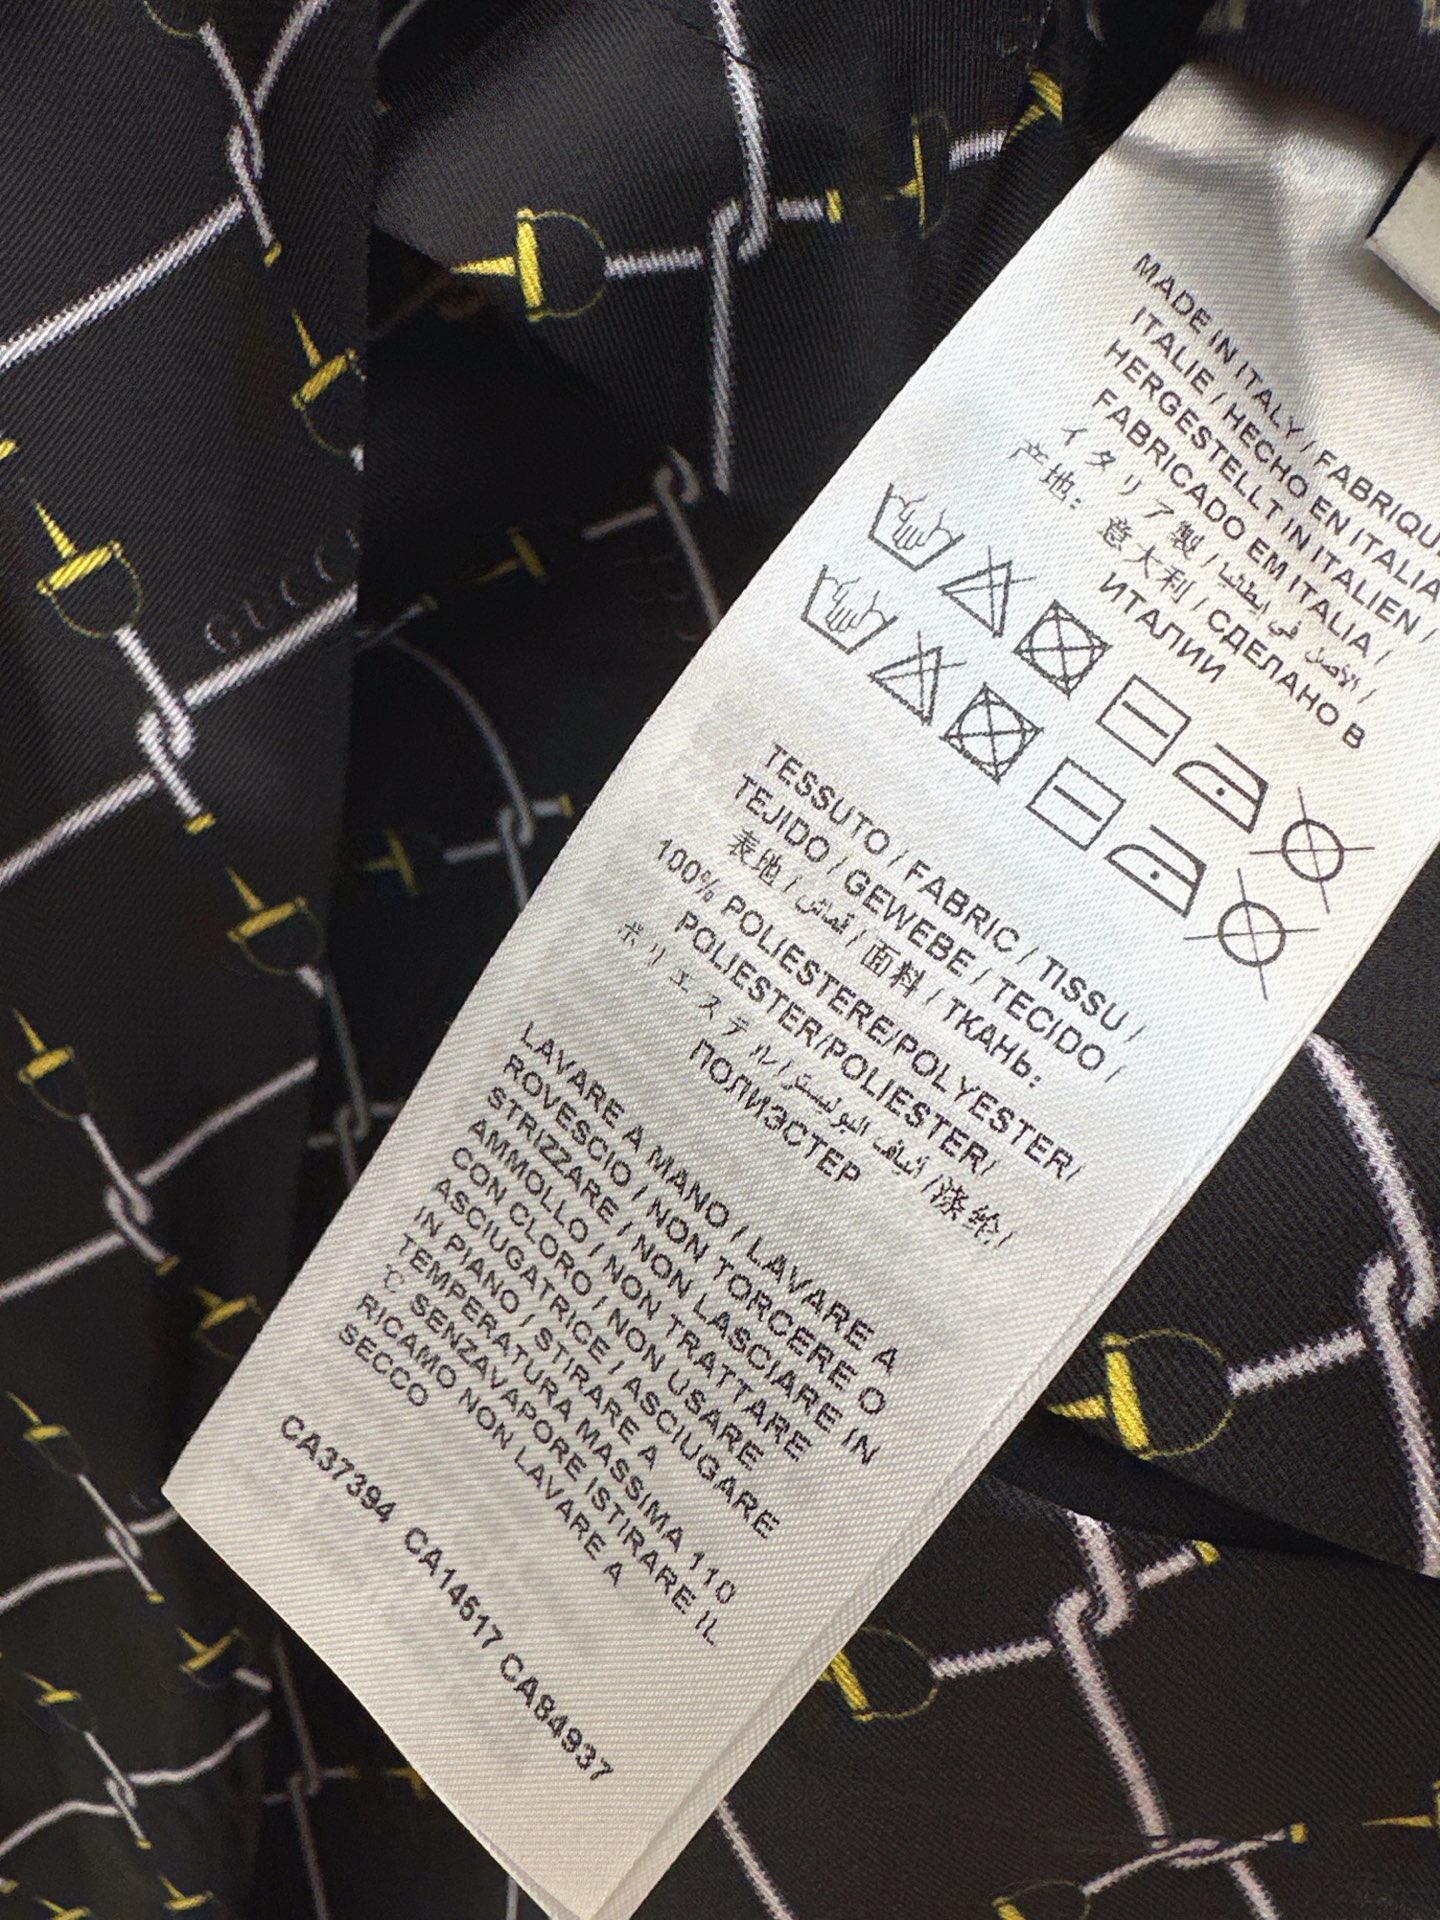 MADE IN ITALY / FABRIQU
ITALIE / HECHO EN ITALIA
HERGESTELLT IN ITALIEN /
FABRICADO EM ITALIA /
イタリア製 / الأصل في إيطاليا /
产地: 意大利 / СДЕЛАНО В
ИТАЛИИ
TESSUTO / FABRIC / TISSU /
TEJIDO / GEWEBE / TECIDO /
表地 / قماش / 面料 / ТКАНЬ:
100% POLIESTERE/POLYESTER/
POLIESTER/POLIESTER/
ポリエステル/ألياف البوليستر/涤纶/
ПОЛИЭСТЕР
LAVARE A MANO / LAVARE A
ROVESCIO / NON TORCERE O
STRIZZARE / NON LASCIARE IN
AMMOLLO / NON TRATTARE
CON CLORO / NON USARE
ASCIUGATRICE / ASCIUGARE
IN PIANO / STIRARE A
TEMPERATURA MASSIMA 110
℃ SENZAVAPORE ISTIRARE IL
RICAMO NON LAVARE A
SECCO
CA37394 CA14617 CA84937
GUCCI